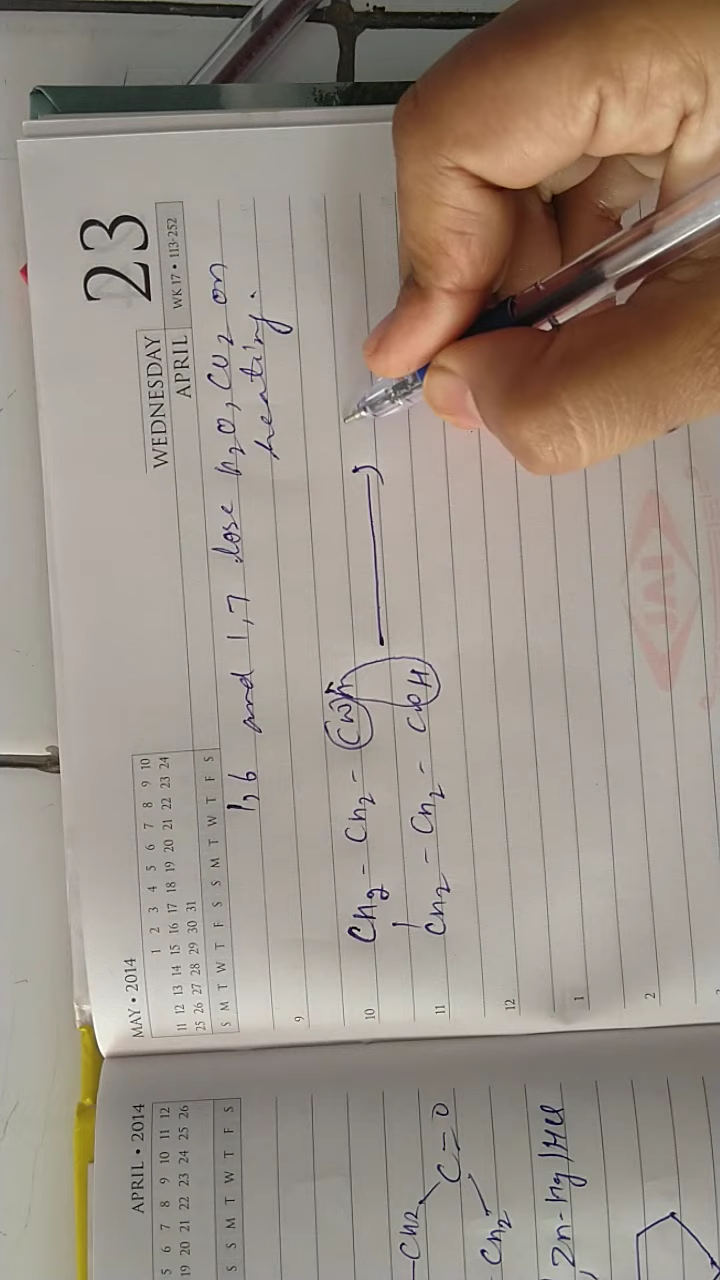 MAY • 2014
1 2 3 4 5 6 7 8 9 10
11 12 13 14 15 16 17 18 19 20 21 22 23 24
25 26 27 28 29 30 31
S M T W T F S S M T W T F S
WEDNESDAY
APRIL
23
WK 17 • 113-252
1,6 and 1,7 lose H2O, CO2 on
heating.
9
10
CH2 - CH2 - COOH
11
CH2 - CH2 - COOH
12
1
2
JAI
APRIL • 2014
5 6 7 8 9 10 11 12
19 20 21 22 23 24 25 26
S S M T W T F S
-CH2
C=O
- CH2
, Zn-Hg/HCl